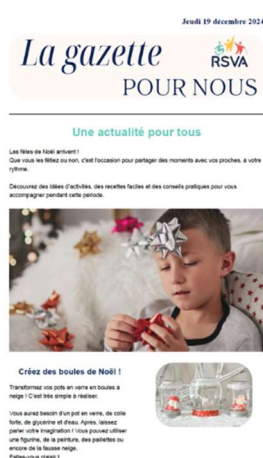 Jeudi 19 décembre 2024
La gazette
RSVA
POUR NOUS
Une actualité pour tous
Les fêtes de Noël arrivent !
Que vous les fêtiez ou non, c'est l'occasion pour partager des moments avec vos proches, à votre
rythme.
Découvrez des idées d'activités, des recettes faciles et des conseils pratiques pour vous
accompagner pendant cette période.
Créez des boules de Noël !
Transformez vos pots en verre en boules à
neige ! C'est très simple à réaliser.
Vous aurez besoin d'un pot en verre, de colle
forte, de glycérine et d'eau. Après, laissez
parler votre imagination ! Vous pouvez utiliser
une figurine, de la peinture, des paillettes ou
encore de la fausse neige.
Faites-vous plaisir !